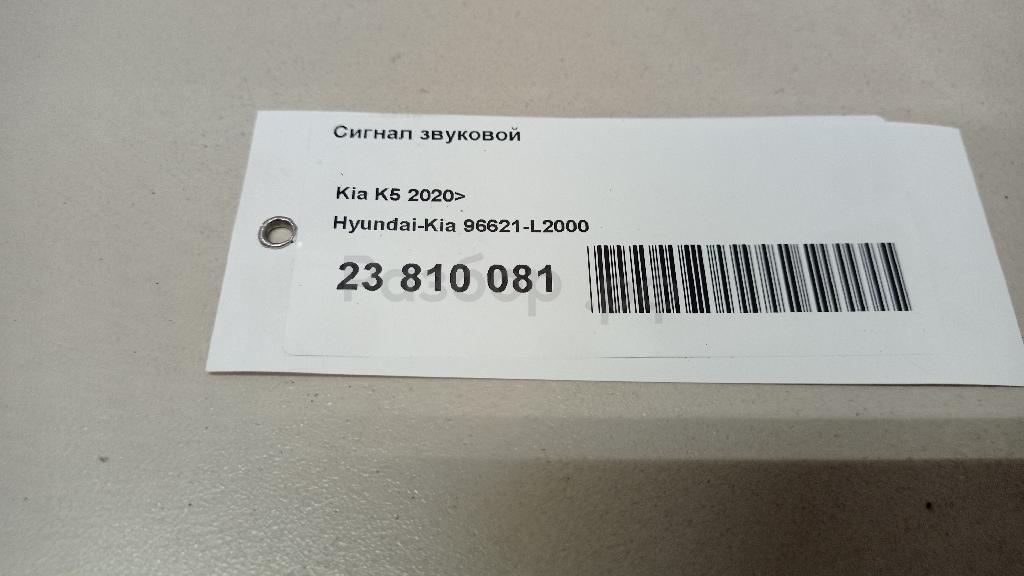 Сигнал звуковой
Kia K5 2020>
Hyundai-Kia 96621-L2000
23 810 081